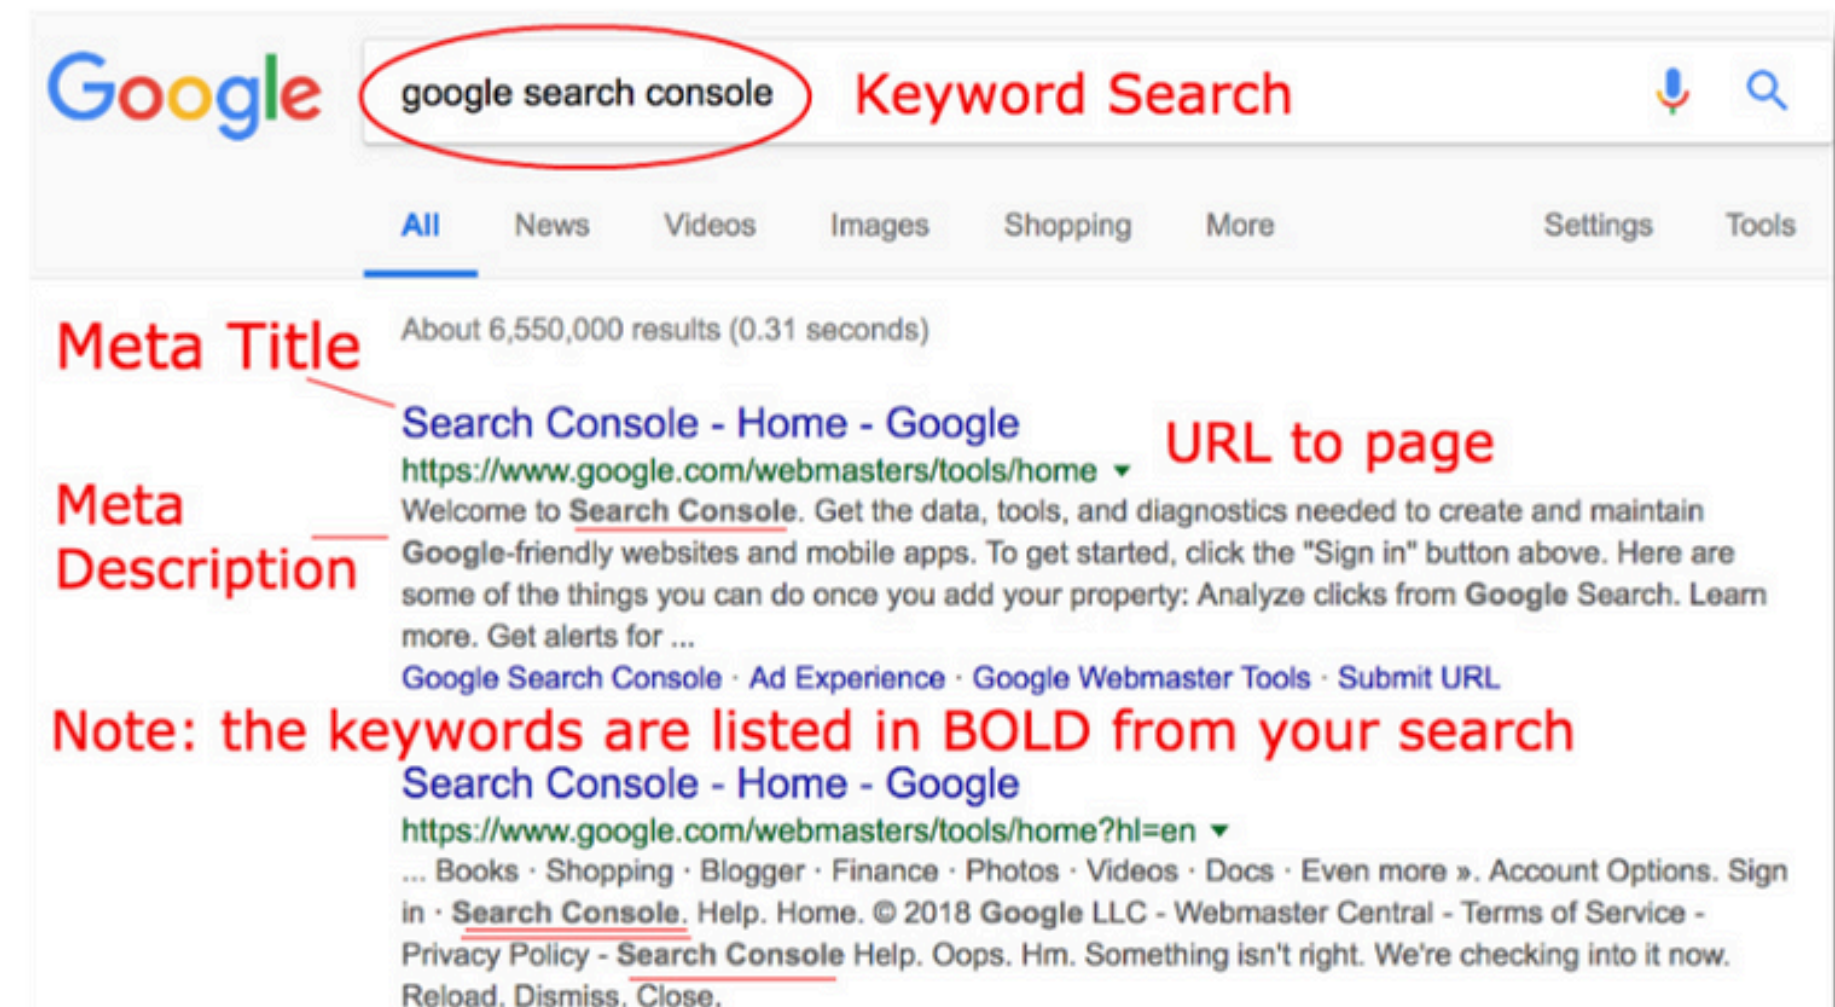 Google google search console Keyword Search
All News Videos Images Shopping More Settings Tools
Meta Title
About 6,550,000 results (0.31 seconds)
Search Console - Home - Google
https://www.google.com/webmasters/tools/home ▼
URL to page
Meta
Description
Welcome to Search Console. Get the data, tools, and diagnostics needed to create and maintain
Google-friendly websites and mobile apps. To get started, click the "Sign in" button above. Here are
some of the things you can do once you add your property: Analyze clicks from Google Search. Learn
more. Get alerts for ...
Google Search Console · Ad Experience · Google Webmaster Tools · Submit URL
Note: the keywords are listed in BOLD from your search
Search Console - Home - Google
https://www.google.com/webmasters/tools/home?hl=en ▼
... Books · Shopping · Blogger · Finance · Photos · Videos · Docs · Even more ». Account Options. Sign
in · Search Console. Help. Home. © 2018 Google LLC - Webmaster Central - Terms of Service -
Privacy Policy - Search Console Help. Oops. Hm. Something isn't right. We're checking into it now.
Reload. Dismiss. Close.